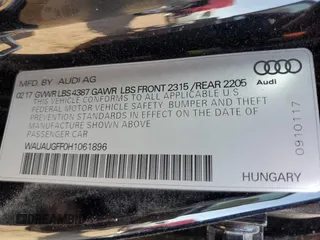 MFD. BY AUDI AG
02 17 GVWR LBS 4387 GAWR LBS FRONT 2315 /REAR 2205
THIS VEHICLE CONFORMS TO ALL APPLICABLE U.S.
FEDERAL MOTOR VEHICLE SAFETY, BUMPER AND THEFT
PREVENTION STANDARDS IN EFFECT ON THE DATE OF
MANUFACTURE SHOWN ABOVE
PASSENGER CAR
WAUAUGFF0H1061896
Audi
0910117
HUNGARY